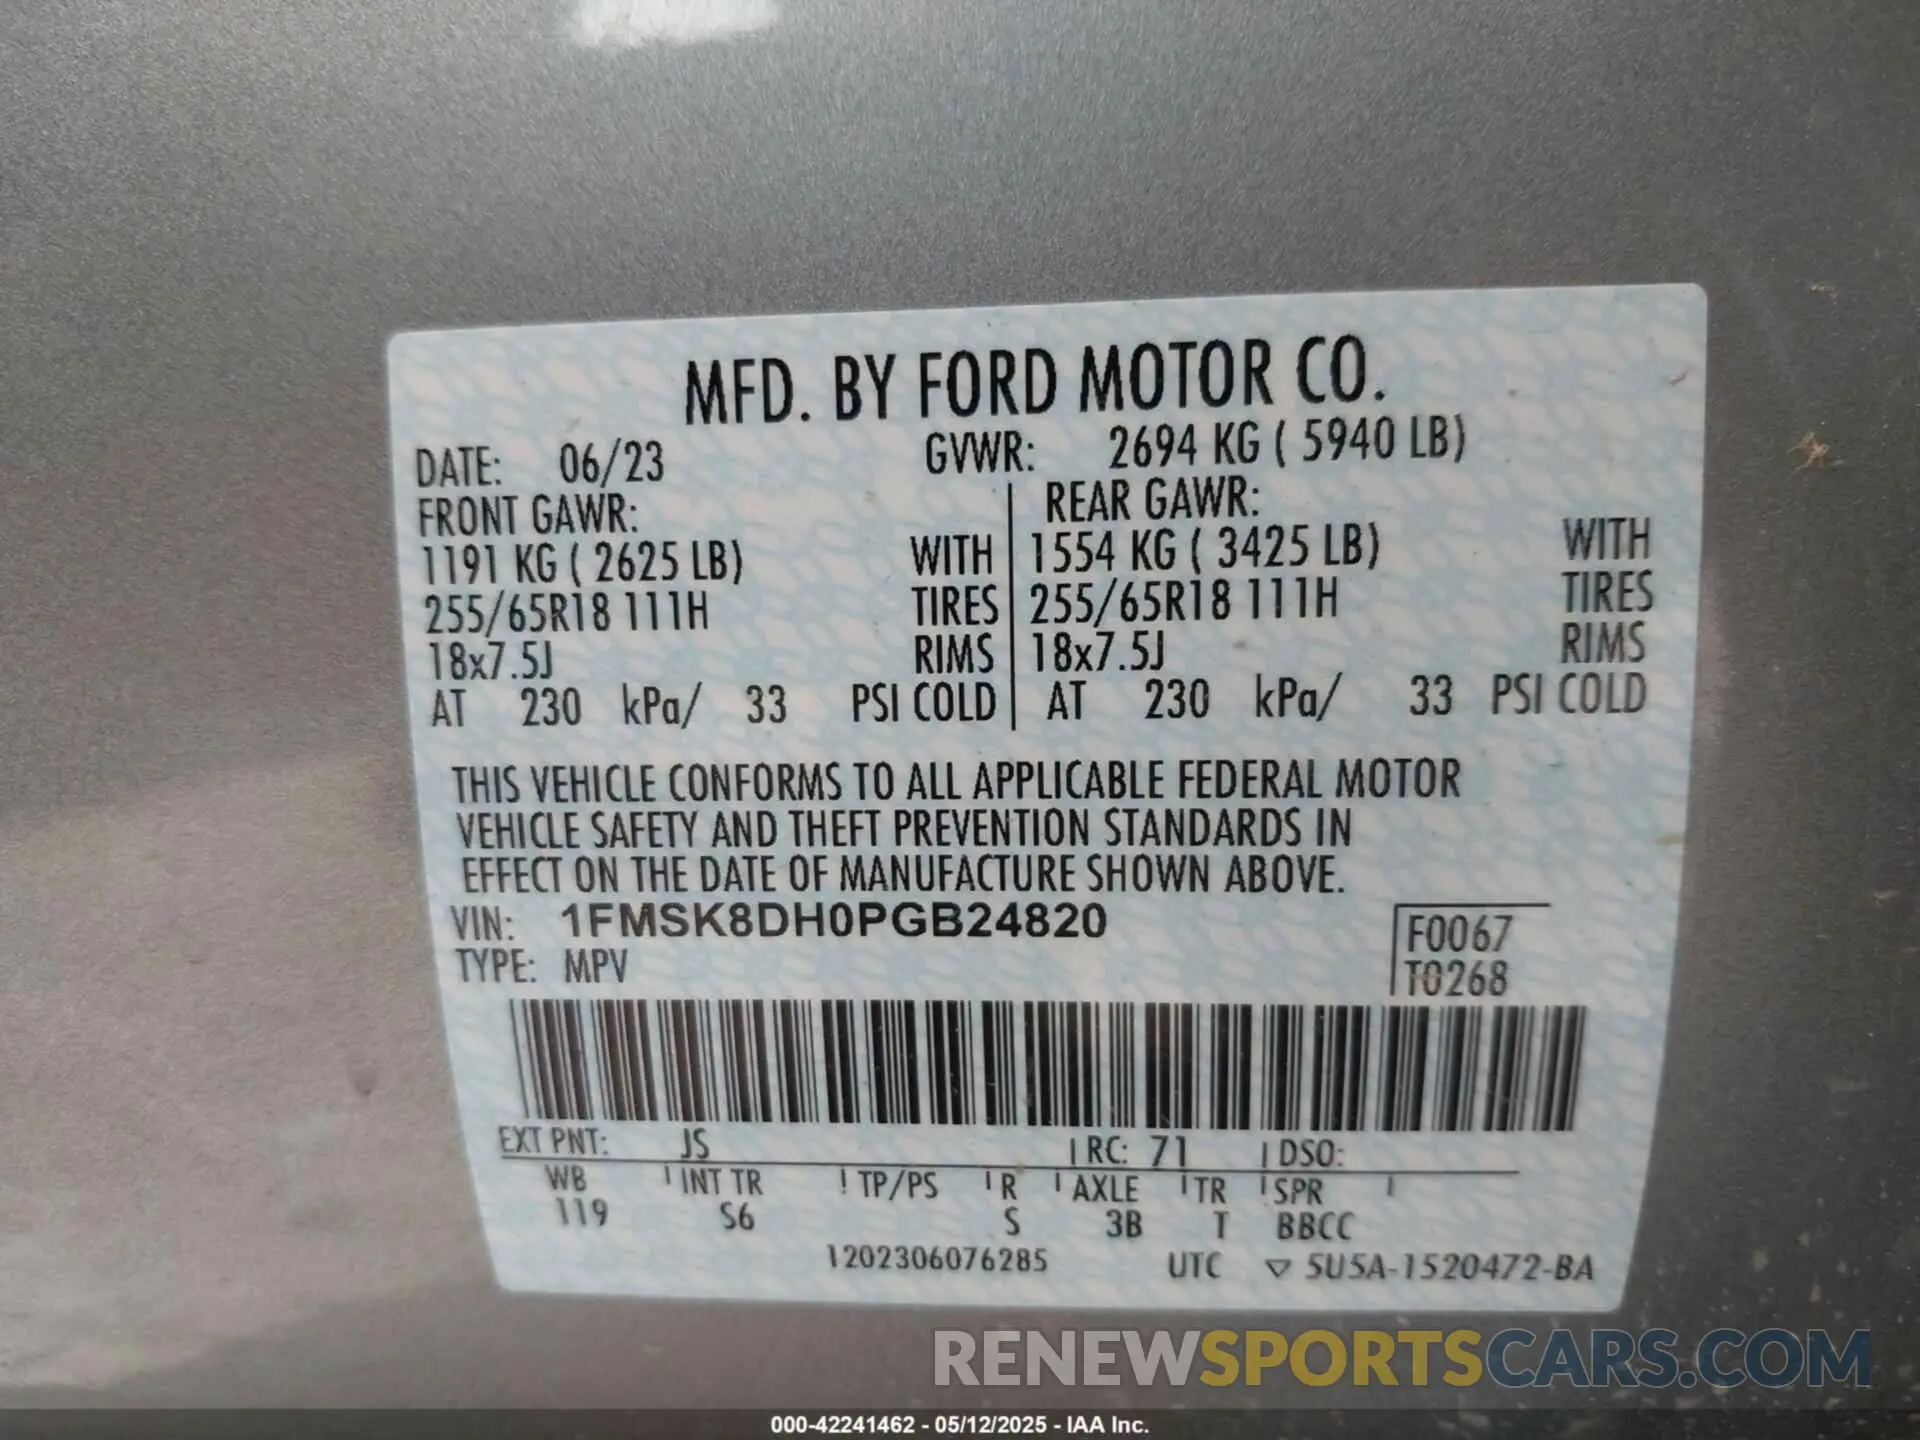 MFD. BY FORD MOTOR CO.
DATE: 06/23 GVWR: 2694 KG ( 5940 LB)
FRONT GAWR: REAR GAWR:
1191 KG ( 2625 LB) WITH 1554 KG ( 3425 LB) WITH
255/65R18 111H TIRES 255/65R18 111H TIRES
18x7.5J RIMS 18x7.5J RIMS
AT 230 kPa/ 33 PSI COLD AT 230 kPa/ 33 PSI COLD
THIS VEHICLE CONFORMS TO ALL APPLICABLE FEDERAL MOTOR
VEHICLE SAFETY AND THEFT PREVENTION STANDARDS IN
EFFECT ON THE DATE OF MANUFACTURE SHOWN ABOVE.
VIN: 1FMSK8DH0PGB24820 F0067
TYPE: MPV T0268
EXT PNT: JS RC: 71 DSO:
WB INT TR TP/PS R AXLE TR SPR
119 S6 S 3B T BBCC
1202306076285 UTC ▽ 5U5A-1520472-BA
RENEWSPORTSCARS.COM
000-42241462 - 05/12/2025 - IAA Inc.